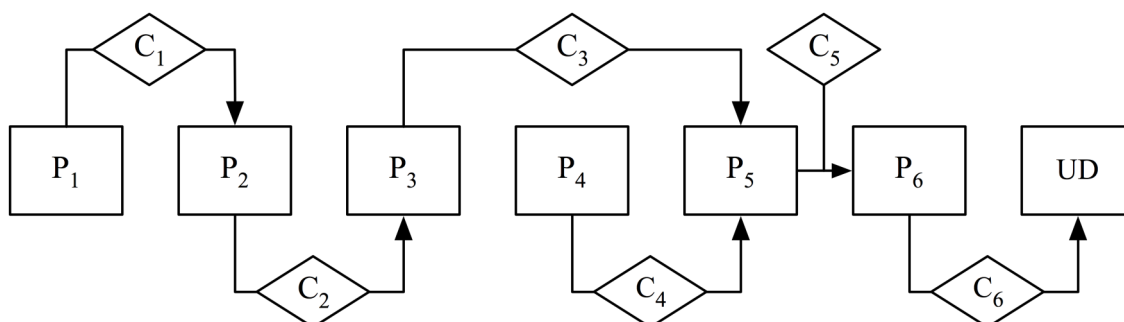 C₁ C₃ C₅
P₁ P₂ P₃ P₄ P₅ P₆ UD
C₂ C₄ C₆